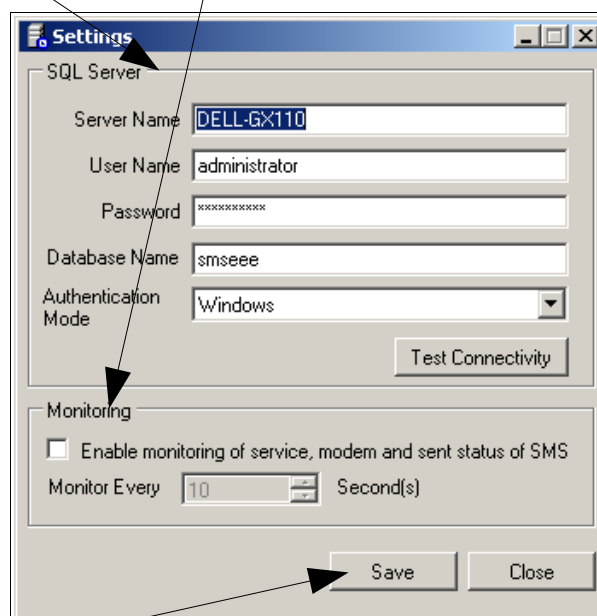 Settings
SQL Server
Server Name DELL-GX110
User Name administrator
Password **********
Database Name smseee
Authentication
Mode
Windows
Test Connectivity
Monitoring
Enable monitoring of service, modem and sent status of SMS
Monitor Every 10 Second(s)
Save Close